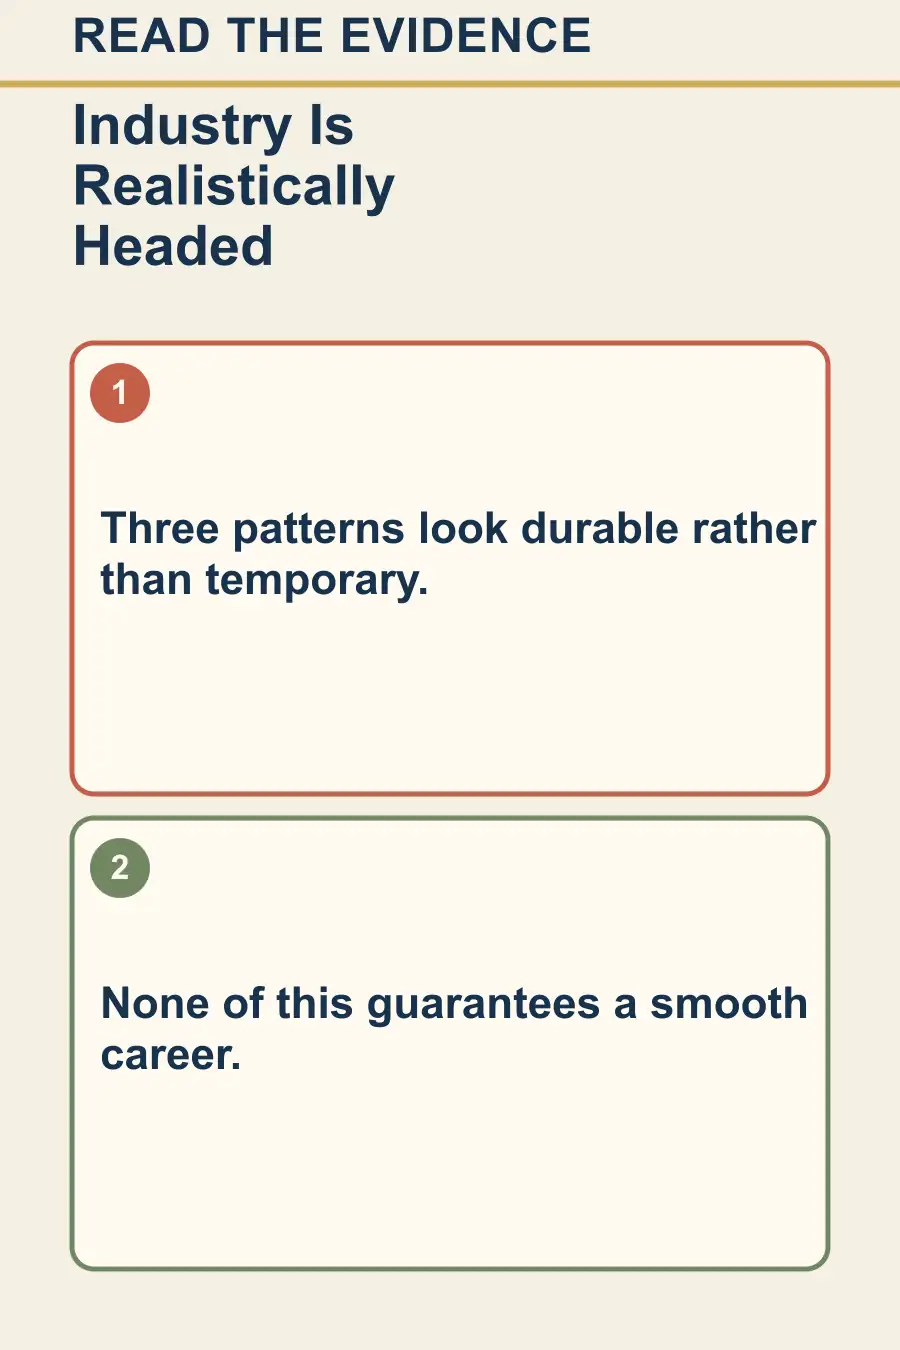 READ THE EVIDENCE
Industry Is
Realistically
Headed
1
Three patterns look durable rather
than temporary.
2
None of this guarantees a smooth
career.